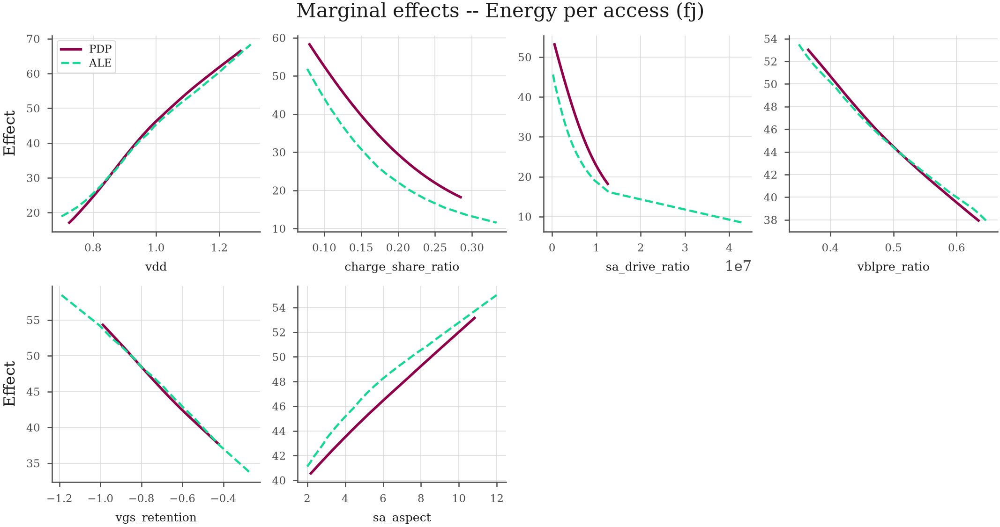 Marginal effects -- Energy per access (fj)
PDP
ALE
Effect
70
60
50
40
30
20
0.8 1.0 1.2
vdd
60
50
40
30
20
10
0.10 0.15 0.20 0.25 0.30
charge_share_ratio
50
40
30
20
10
0 1 2 3 4
sa_drive_ratio 1e7
54
52
50
48
46
44
42
40
38
0.4 0.5 0.6
vblpre_ratio
Effect
55
50
45
40
35
−1.2 −1.0 −0.8 −0.6 −0.4
vgs_retention
54
52
50
48
46
44
42
40
2 4 6 8 10 12
sa_aspect